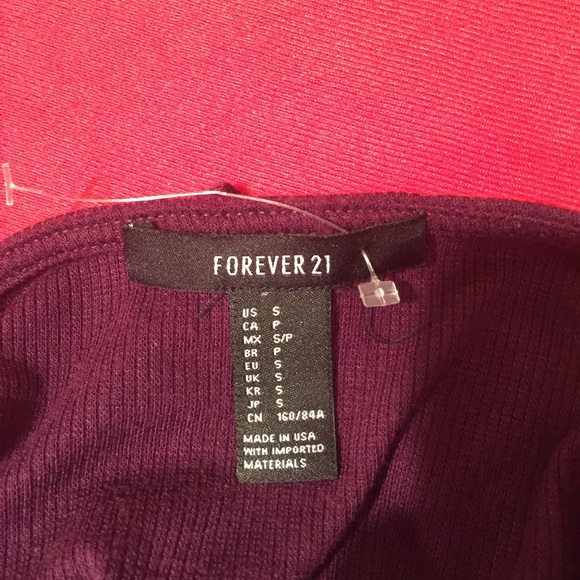 FOREVER 21
US S
CA P
MX S/P
BR P
EU S
UK S
KR S
JP S
CN 160/84A
MADE IN USA
WITH IMPORTED
MATERIALS